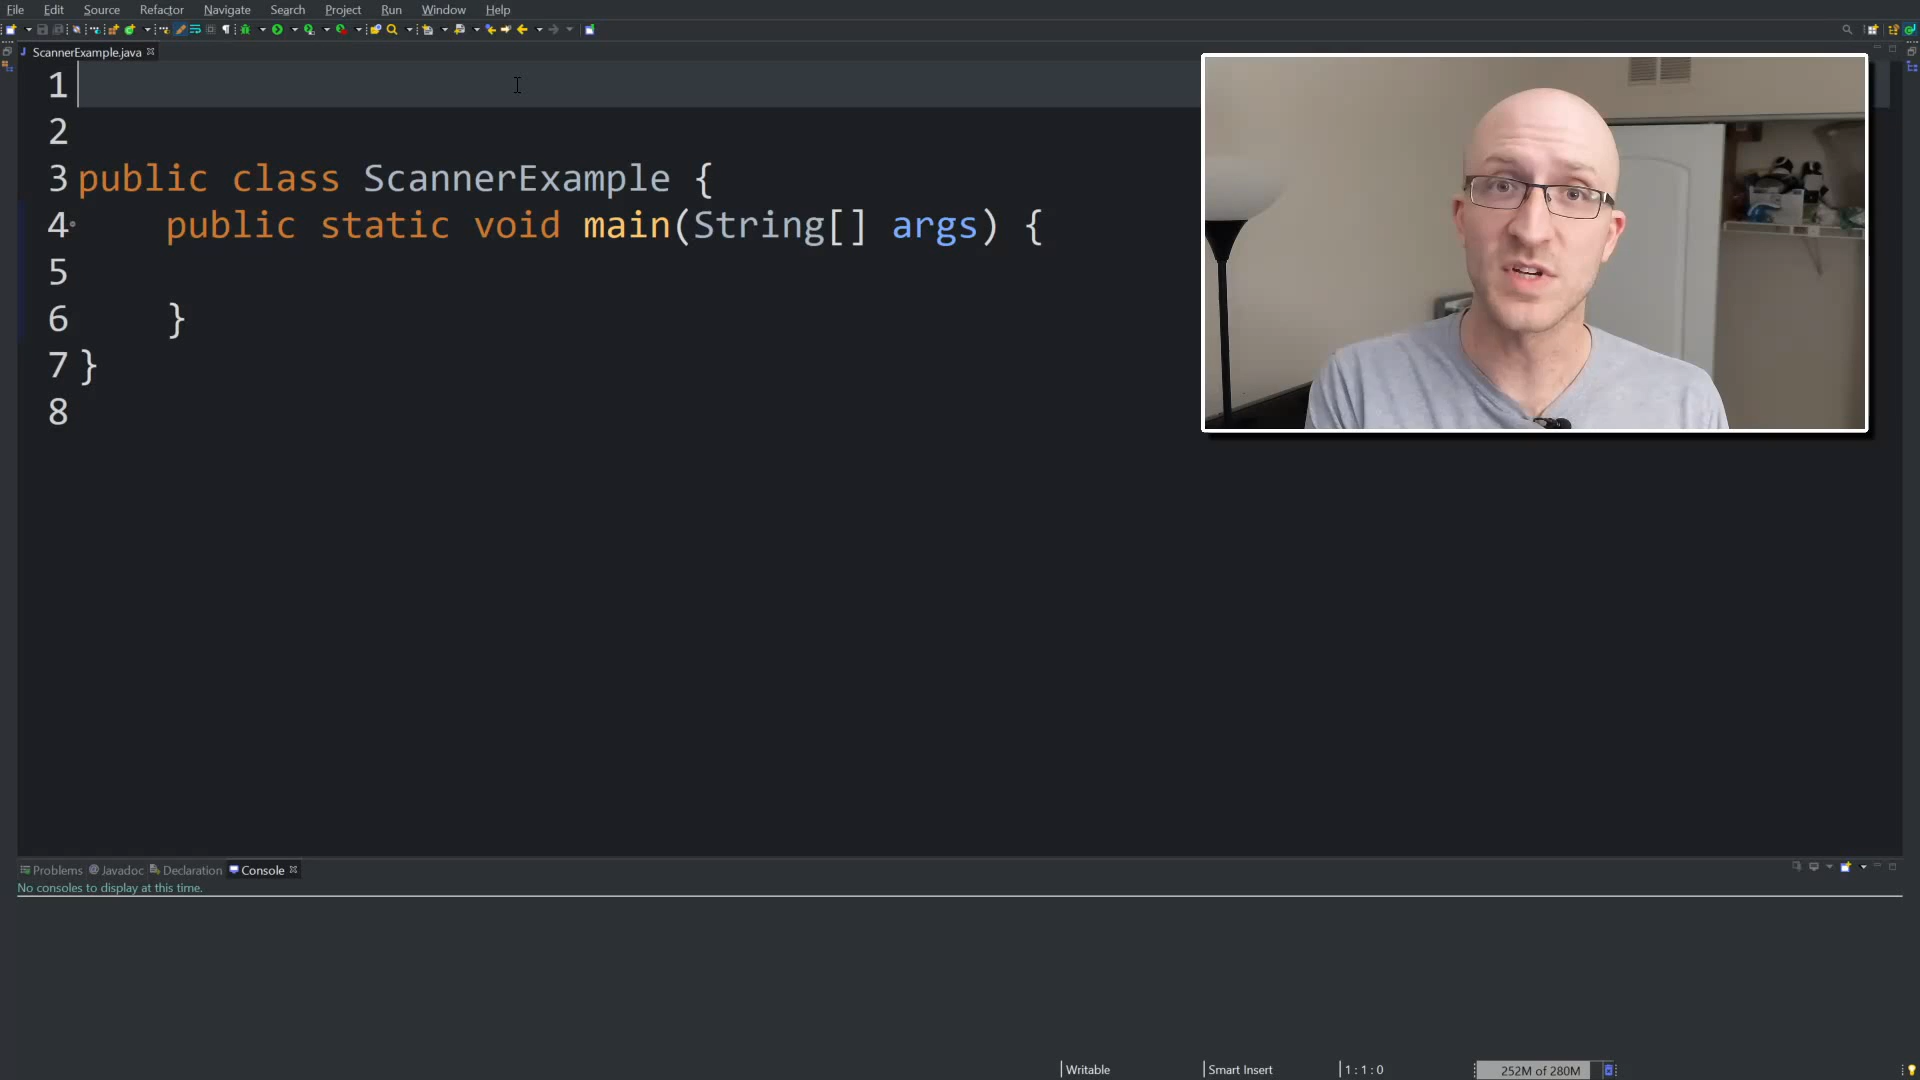 File Edit Source Refactor Navigate Search Project Run Window Help
ScannerExample.java
1
2
3 public class ScannerExample {
4 public static void main(String[] args) {
5
6 }
7 }
8
Problems Javadoc Declaration Console
No consoles to display at this time.
Writable Smart Insert 1 : 1 : 0 252M of 280M